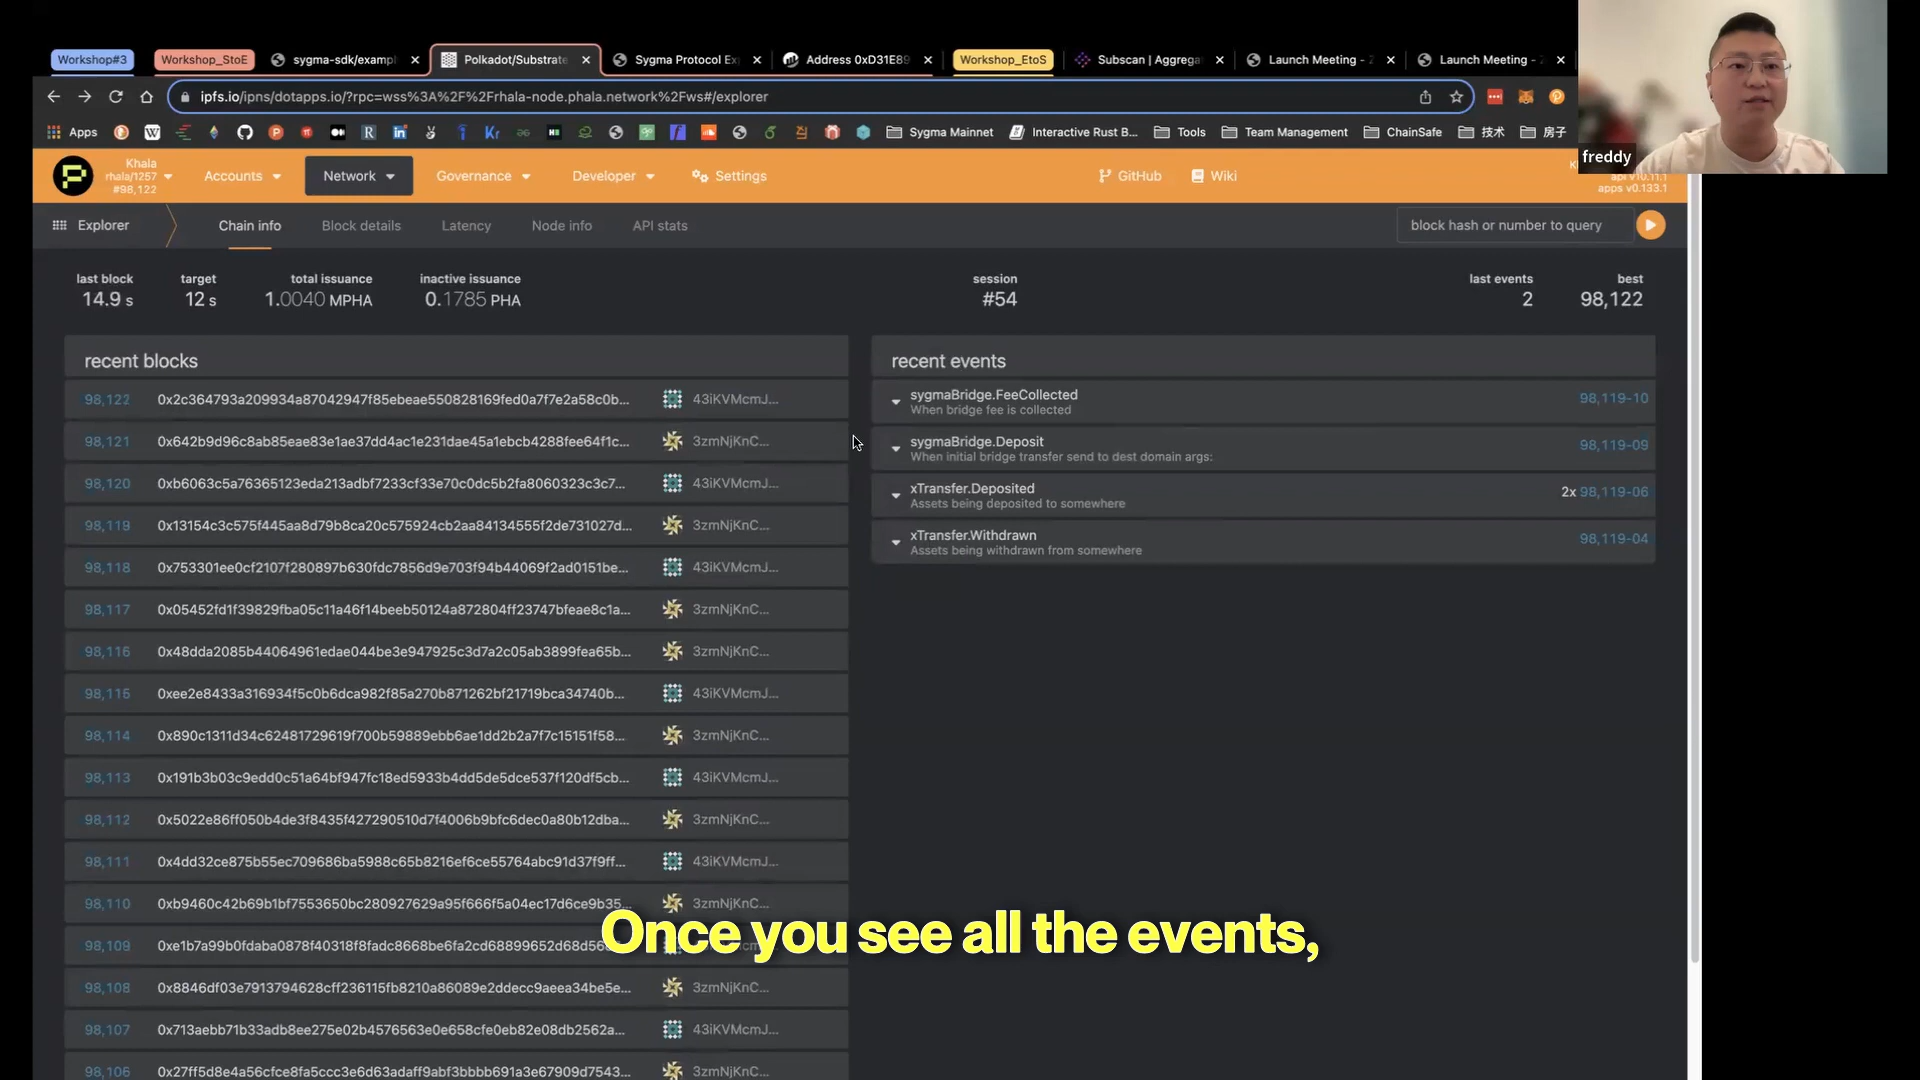 Workshop#3
Workshop_StoE
sygma-sdk/exampl
Polkadot/Substrate
Sygma Protocol Ex
Address 0xD31E89
Workshop_EtoS
Subscan | Aggrega
Launch Meeting - Z
Launch Meeting - Z
ipfs.io/ipns/dotapps.io/?rpc=wss%3A%2F%2Frhala-node.phala.network%2Fws#/explorer
Apps
Sygma Mainnet
Interactive Rust B...
Tools
Team Management
ChainSafe
技术
房子
freddy
Khala
rhala/1257
#98,122
Accounts
Network
Governance
Developer
Settings
GitHub
Wiki
api v10.11.1
apps v0.133.1
Explorer
Chain info
Block details
Latency
Node info
API stats
block hash or number to query
last block
14.9 s
target
12 s
total issuance
1.0040 MPHA
inactive issuance
0.1785 PHA
session
#54
last events
2
best
98,122
recent blocks
98,122 0x2c364793a209934a87042947f85ebeae550828169fed0a7f7e2a58c0b... 43iKVMcmJ...
98,121 0x642b9d96c8ab85eae83e1ae37dd4ac1e231dae45a1ebcb4288fee64f1c... 3zmNjKnC...
98,120 0xb6063c5a76365123eda213adbf7233cf33e70c0dc5b2fa8060323c3c7... 43iKVMcmJ...
98,119 0x13154c3c575f445aa8d79b8ca20c575924cb2aa84134555f2de731027d... 3zmNjKnC...
98,118 0x753301ee0cf2107f280897b630fdc7856d9e703f94b44069f2ad0151be... 43iKVMcmJ...
98,117 0x05452fd1f39829fba05c11a46f14beeb50124a872804ff23747bfeae8c1a... 3zmNjKnC...
98,116 0x48dda2085b44064961edae044be3e947925c3d7a2c05ab3899fea65b... 3zmNjKnC...
98,115 0xee2e8433a316934f5c0b6dca982f85a270b871262bf21719bca34740b... 43iKVMcmJ...
98,114 0x890c1311d34c62481729619f700b59889ebb6ae1dd2b2a7f7c15151f58... 3zmNjKnC...
98,113 0x191b3b03c9edd0c51a64bf947fc18ed5933b4dd5de5dce537f120df5cb... 43iKVMcmJ...
98,112 0x5022e86ff050b4de3f8435f427290510d7f4006b9bfc6dec0a80b12dba... 3zmNjKnC...
98,111 0x4dd32ce875b55ec709686ba5988c65b8216ef6ce55764abc91d37f9ff... 43iKVMcmJ...
98,110 0xb9460c42b69b1bf7553650bc280927629a95f666f5a04ec17d6ce9b35... 3zmNjKnC...
98,109 0xe1b7a99b0fdaba0878f40318f8fadc8668be6fa2cd68899652d68d56
98,108 0x8846df03e7913794628cff236115fb8210a86089e2ddecc9aeea34be5e... 3zmNjKnC...
98,107 0x713aebb71b33adb8ee275e02b4576563e0e658cfe0eb82e08db2562a... 43iKVMcmJ...
98,106 0x27ff5d8e4a56cfce8fa5ccc3e6d63adaff9abf3bbbb691a3e67909d7543... 3zmNjKnC...
recent events
sygmaBridge.FeeCollected 98,119-10
When bridge fee is collected
sygmaBridge.Deposit 98,119-09
When initial bridge transfer send to dest domain args:
xTransfer.Deposited 2x 98,119-06
Assets being deposited to somewhere
xTransfer.Withdrawn 98,119-04
Assets being withdrawn from somewhere
Once you see all the events,